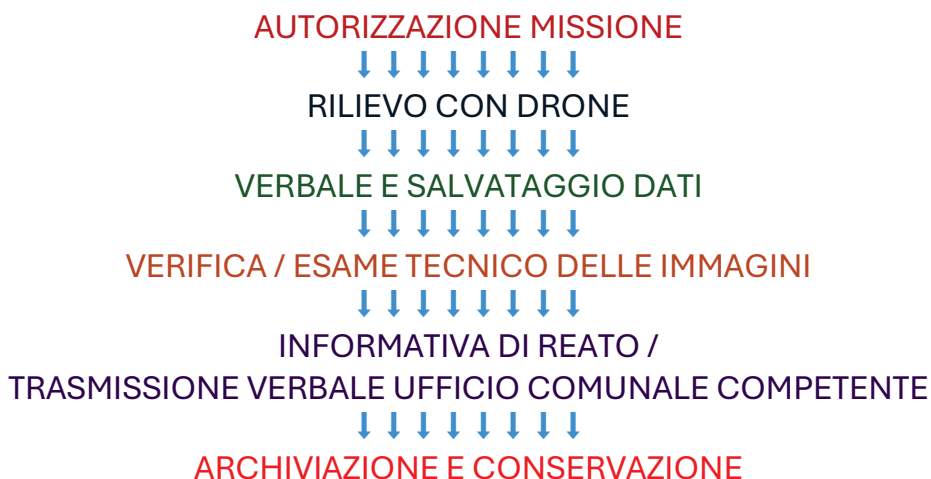 AUTORIZZAZIONE MISSIONE
RILIEVO CON DRONE
VERBALE E SALVATAGGIO DATI
VERIFICA / ESAME TECNICO DELLE IMMAGINI
INFORMATIVA DI REATO /
TRASMISSIONE VERBALE UFFICIO COMUNALE COMPETENTE
ARCHIVIAZIONE E CONSERVAZIONE